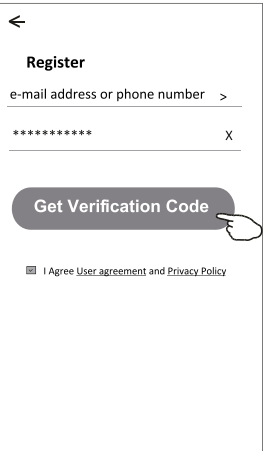 Register
e-mail address or phone number >
*********** X
Get Verification Code
I Agree User agreement and Privacy Policy